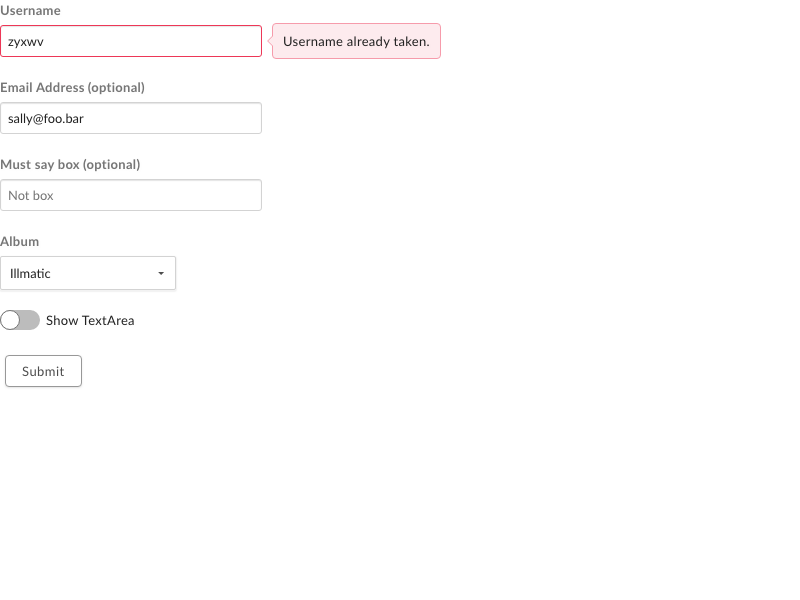 Username
zyxwv
Username already taken.
Email Address (optional)
sally@foo.bar
Must say box (optional)
Not box
Album
Illmatic
Show TextArea
Submit